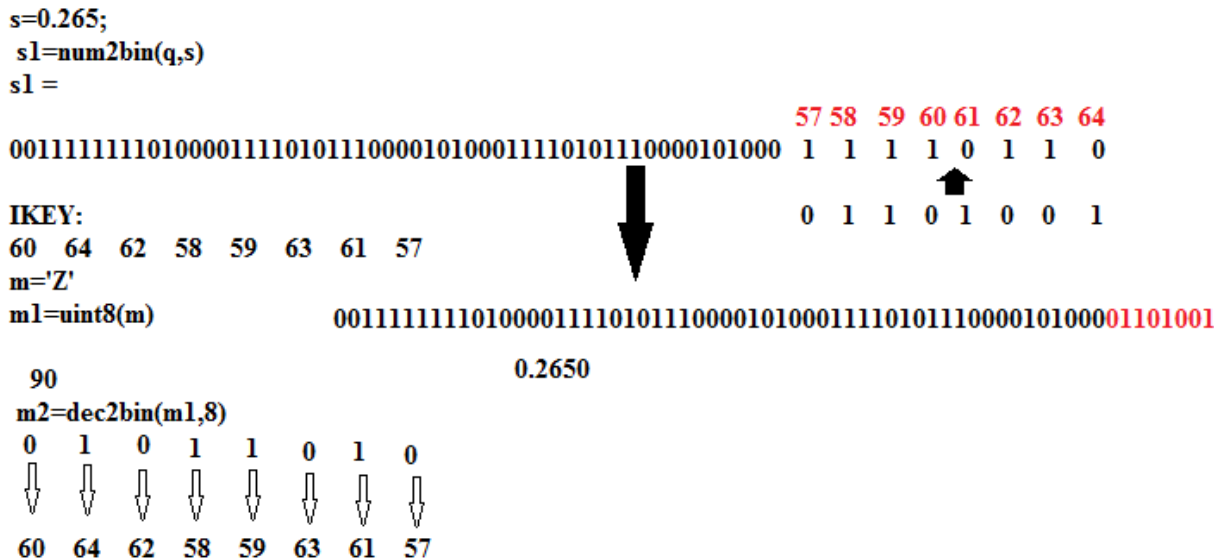 s=0.265;
s1=num2bin(q,s)
s1 =
57 58 59 60 61 62 63 64
00111111110100001111010111000010100011110101110000101000 1 1 1 1 0 1 1 0
IKEY: 0 1 1 0 1 0 0 1
60 64 62 58 59 63 61 57
m='Z'
m1=uint8(m) 0011111111010000111101011100001010001111010111000010100001101001
0.2650
90
m2=dec2bin(m1,8)
0 1 0 1 1 0 1 0
60 64 62 58 59 63 61 57